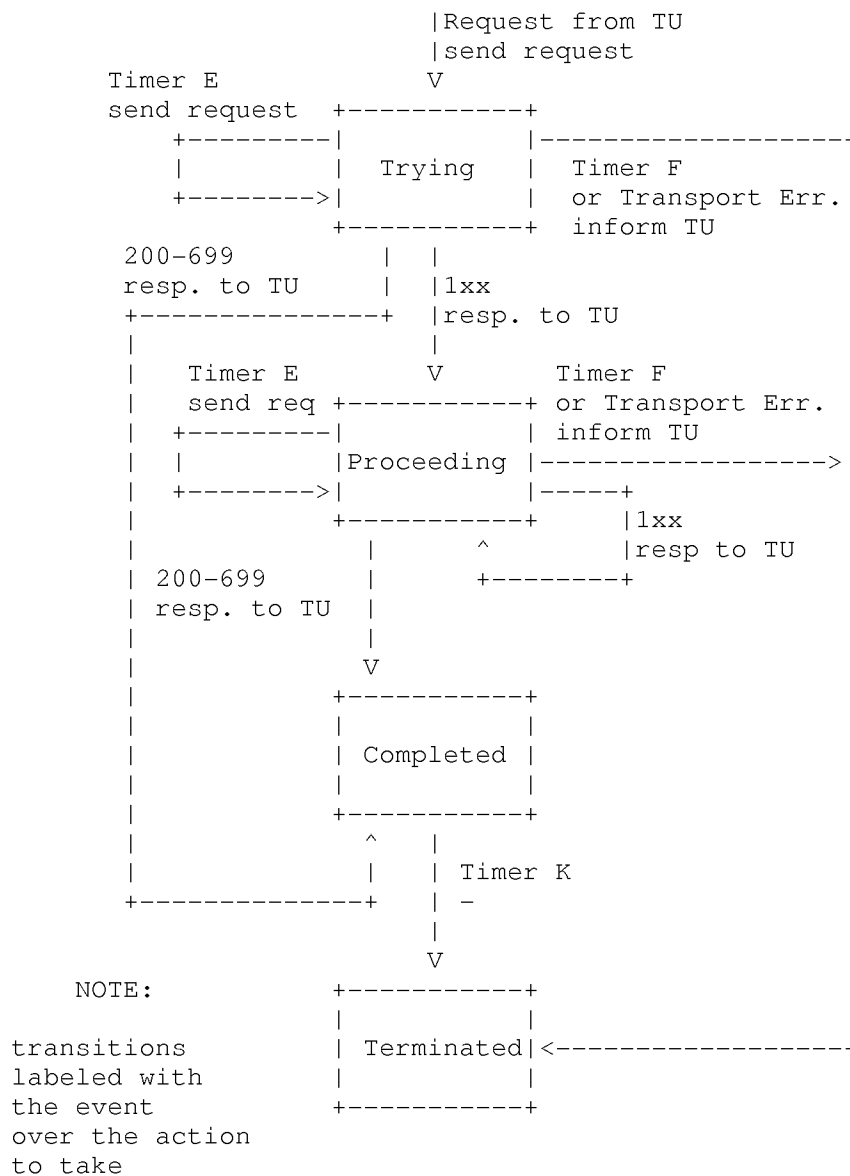 Request from TU
send request
Timer E
send request
Trying
Timer F
or Transport Err.
inform TU
200-699
resp. to TU
1xx
resp. to TU
Timer E
send req
Timer F
or Transport Err.
inform TU
Proceeding
1xx
resp to TU
200-699
resp. to TU
Completed
Timer K
-
NOTE:
transitions
labeled with
the event
over the action
to take
Terminated